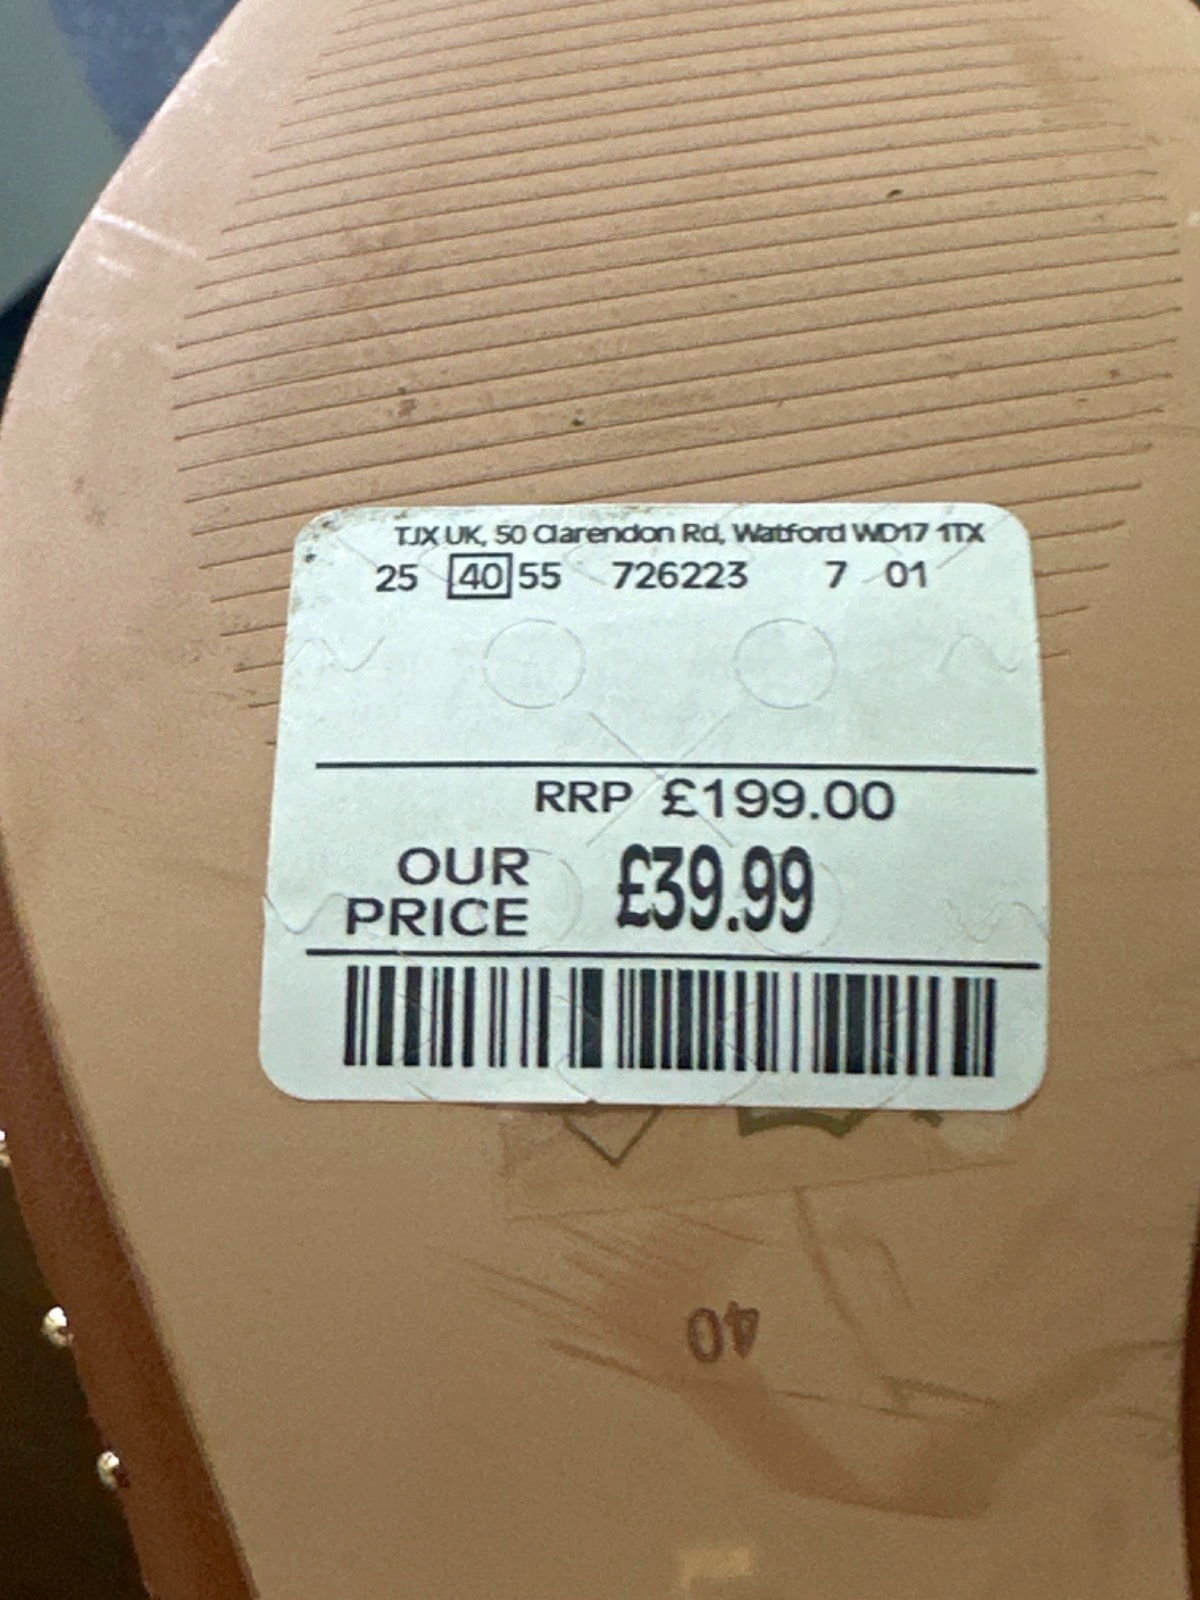 TJX UK, 50 Clarendon Rd, Watford WD17 1TX
25 40 55 726223 7 01
RRP £199.00
OUR PRICE £39.99
40